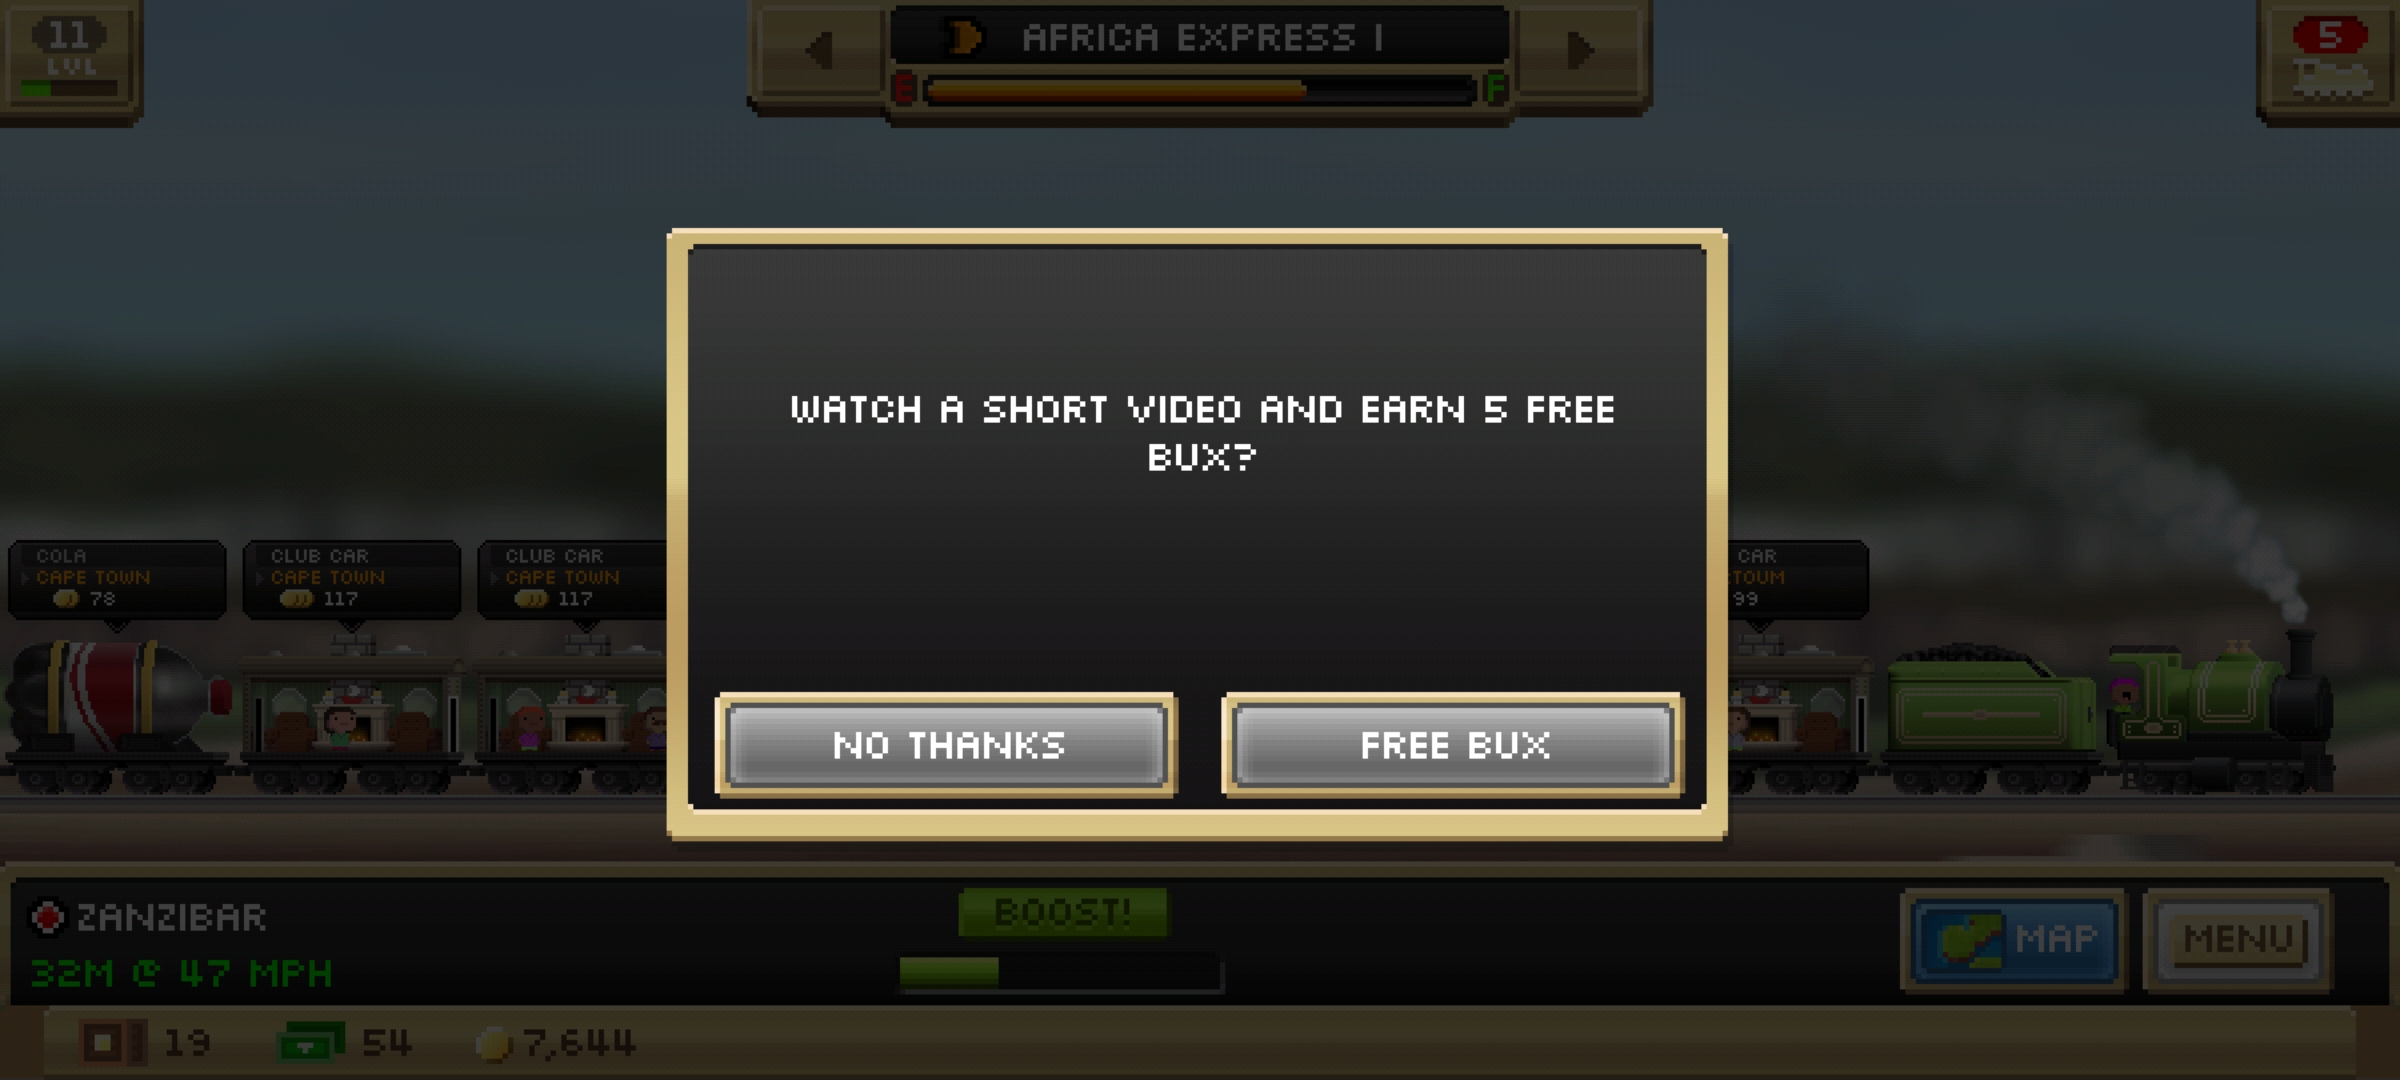 11
LVL
AFRICA EXPRESS I
E
F
5
WATCH A SHORT VIDEO AND EARN 5 FREE
BUX?
NO THANKS
FREE BUX
COLA
CAPE TOWN
78
CLUB CAR
CAPE TOWN
117
CLUB CAR
CAPE TOWN
117
CAR
TOUM
99
ZANZIBAR
32M @ 47 MPH
BOOST!
MAP
MENU
19
54
7,644